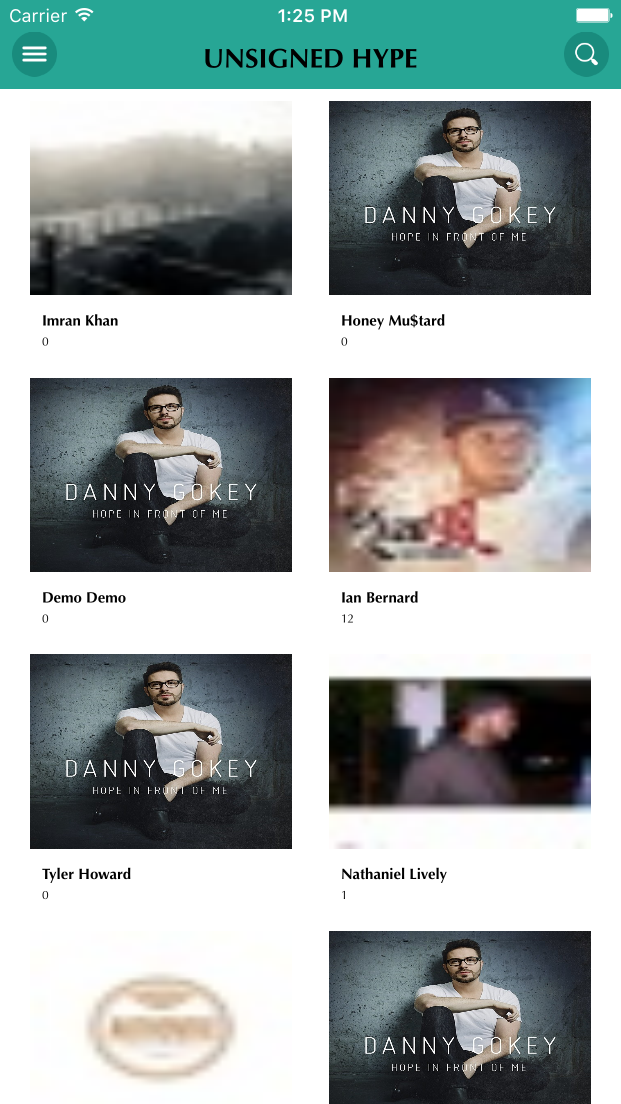 Carrier 1:25 PM
UNSIGNED HYPE
DANNY GOKEY
HOPE IN FRONT OF ME
Imran Khan
0
Honey Mu$tard
0
DANNY GOKEY
HOPE IN FRONT OF ME
Demo Demo
0
Ian Bernard
12
DANNY GOKEY
HOPE IN FRONT OF ME
Tyler Howard
0
Nathaniel Lively
1
DANNY GOKEY
HOPE IN FRONT OF ME